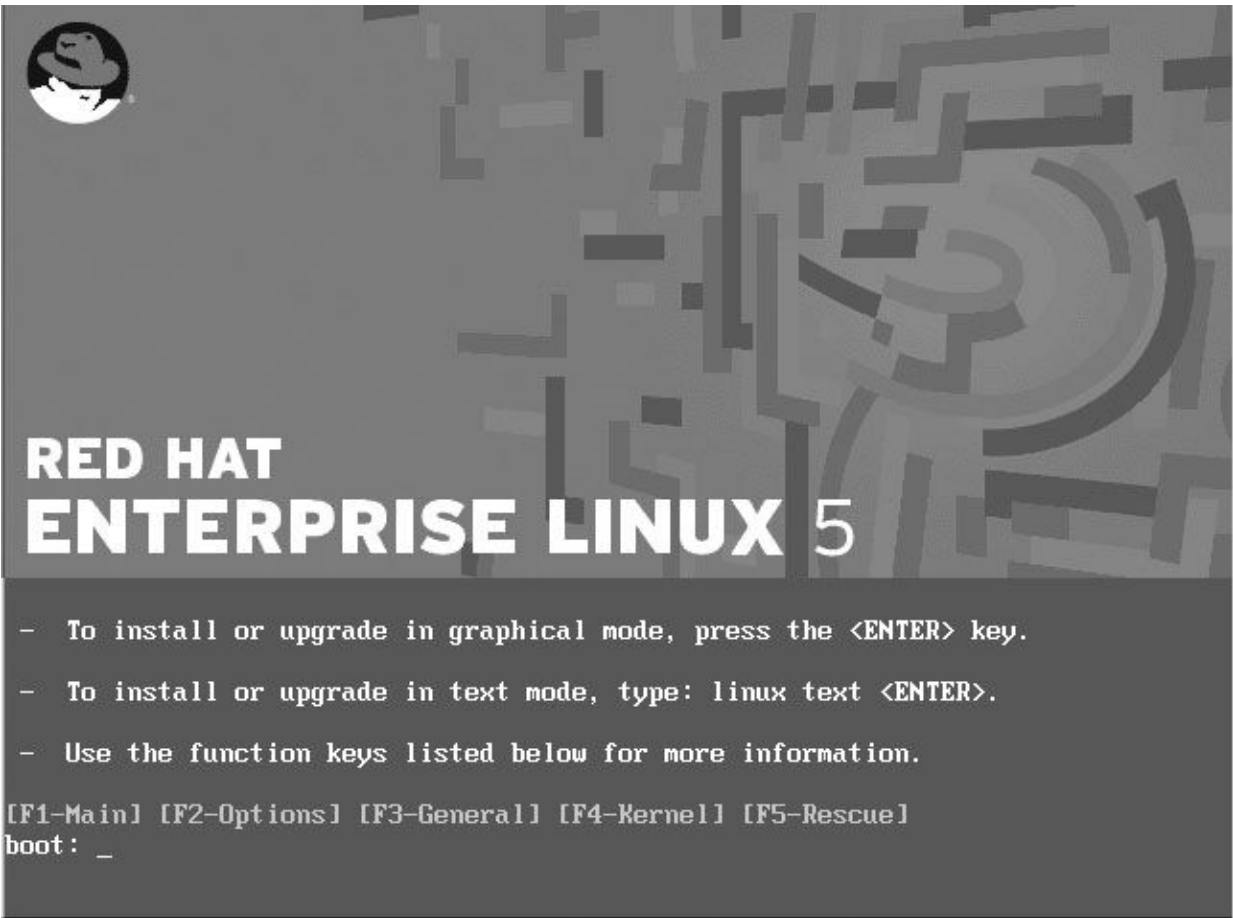 RED HAT
ENTERPRISE LINUX 5
- To install or upgrade in graphical mode, press the <ENTER> key.
- To install or upgrade in text mode, type: linux text <ENTER>.
- Use the function keys listed below for more information.
[F1-Main] [F2-Options] [F3-General] [F4-Kernel] [F5-Rescue]
boot: _